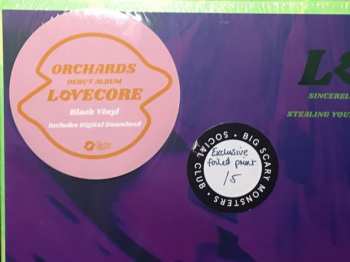 ORCHARDS
DEBUT ALBUM
LOVECORE
Black Vinyl
Includes Digital Download
BIG SCARY MONSTERS • SOCIAL CLUB •
Exclusive
foiled print
/5
SINCEREL
STEALING YOU